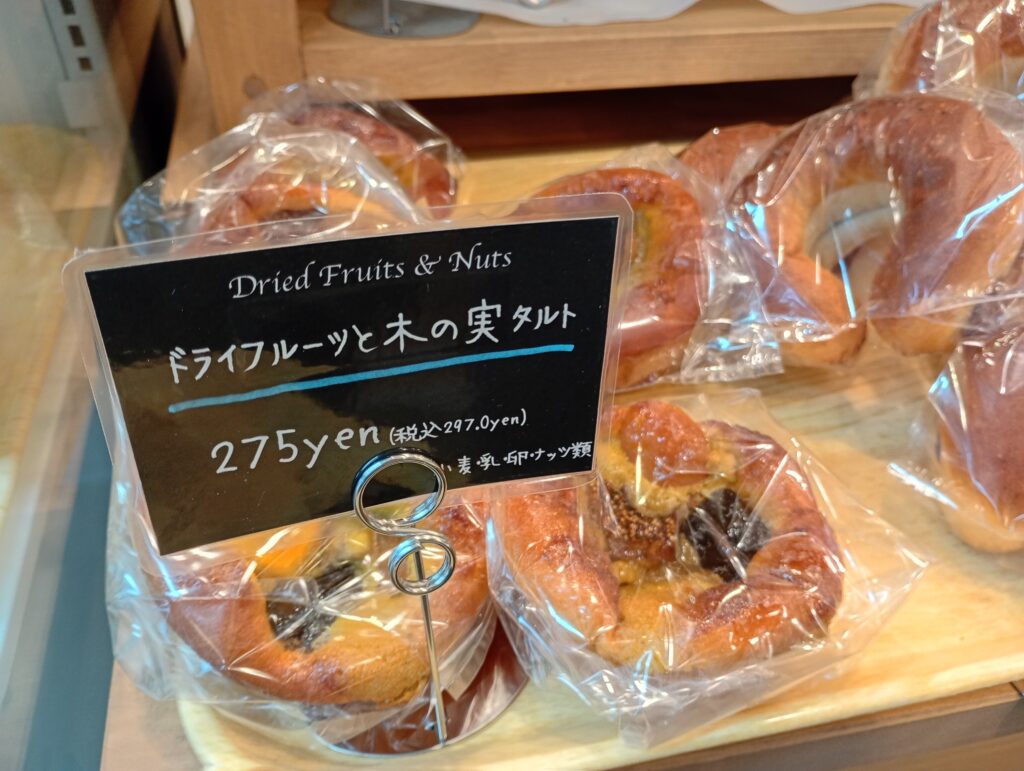 Dried Fruits & Nuts
ドライフルーツと木の実タルト
275yen (税込297.0yen)
麦・乳・卵・ナッツ類